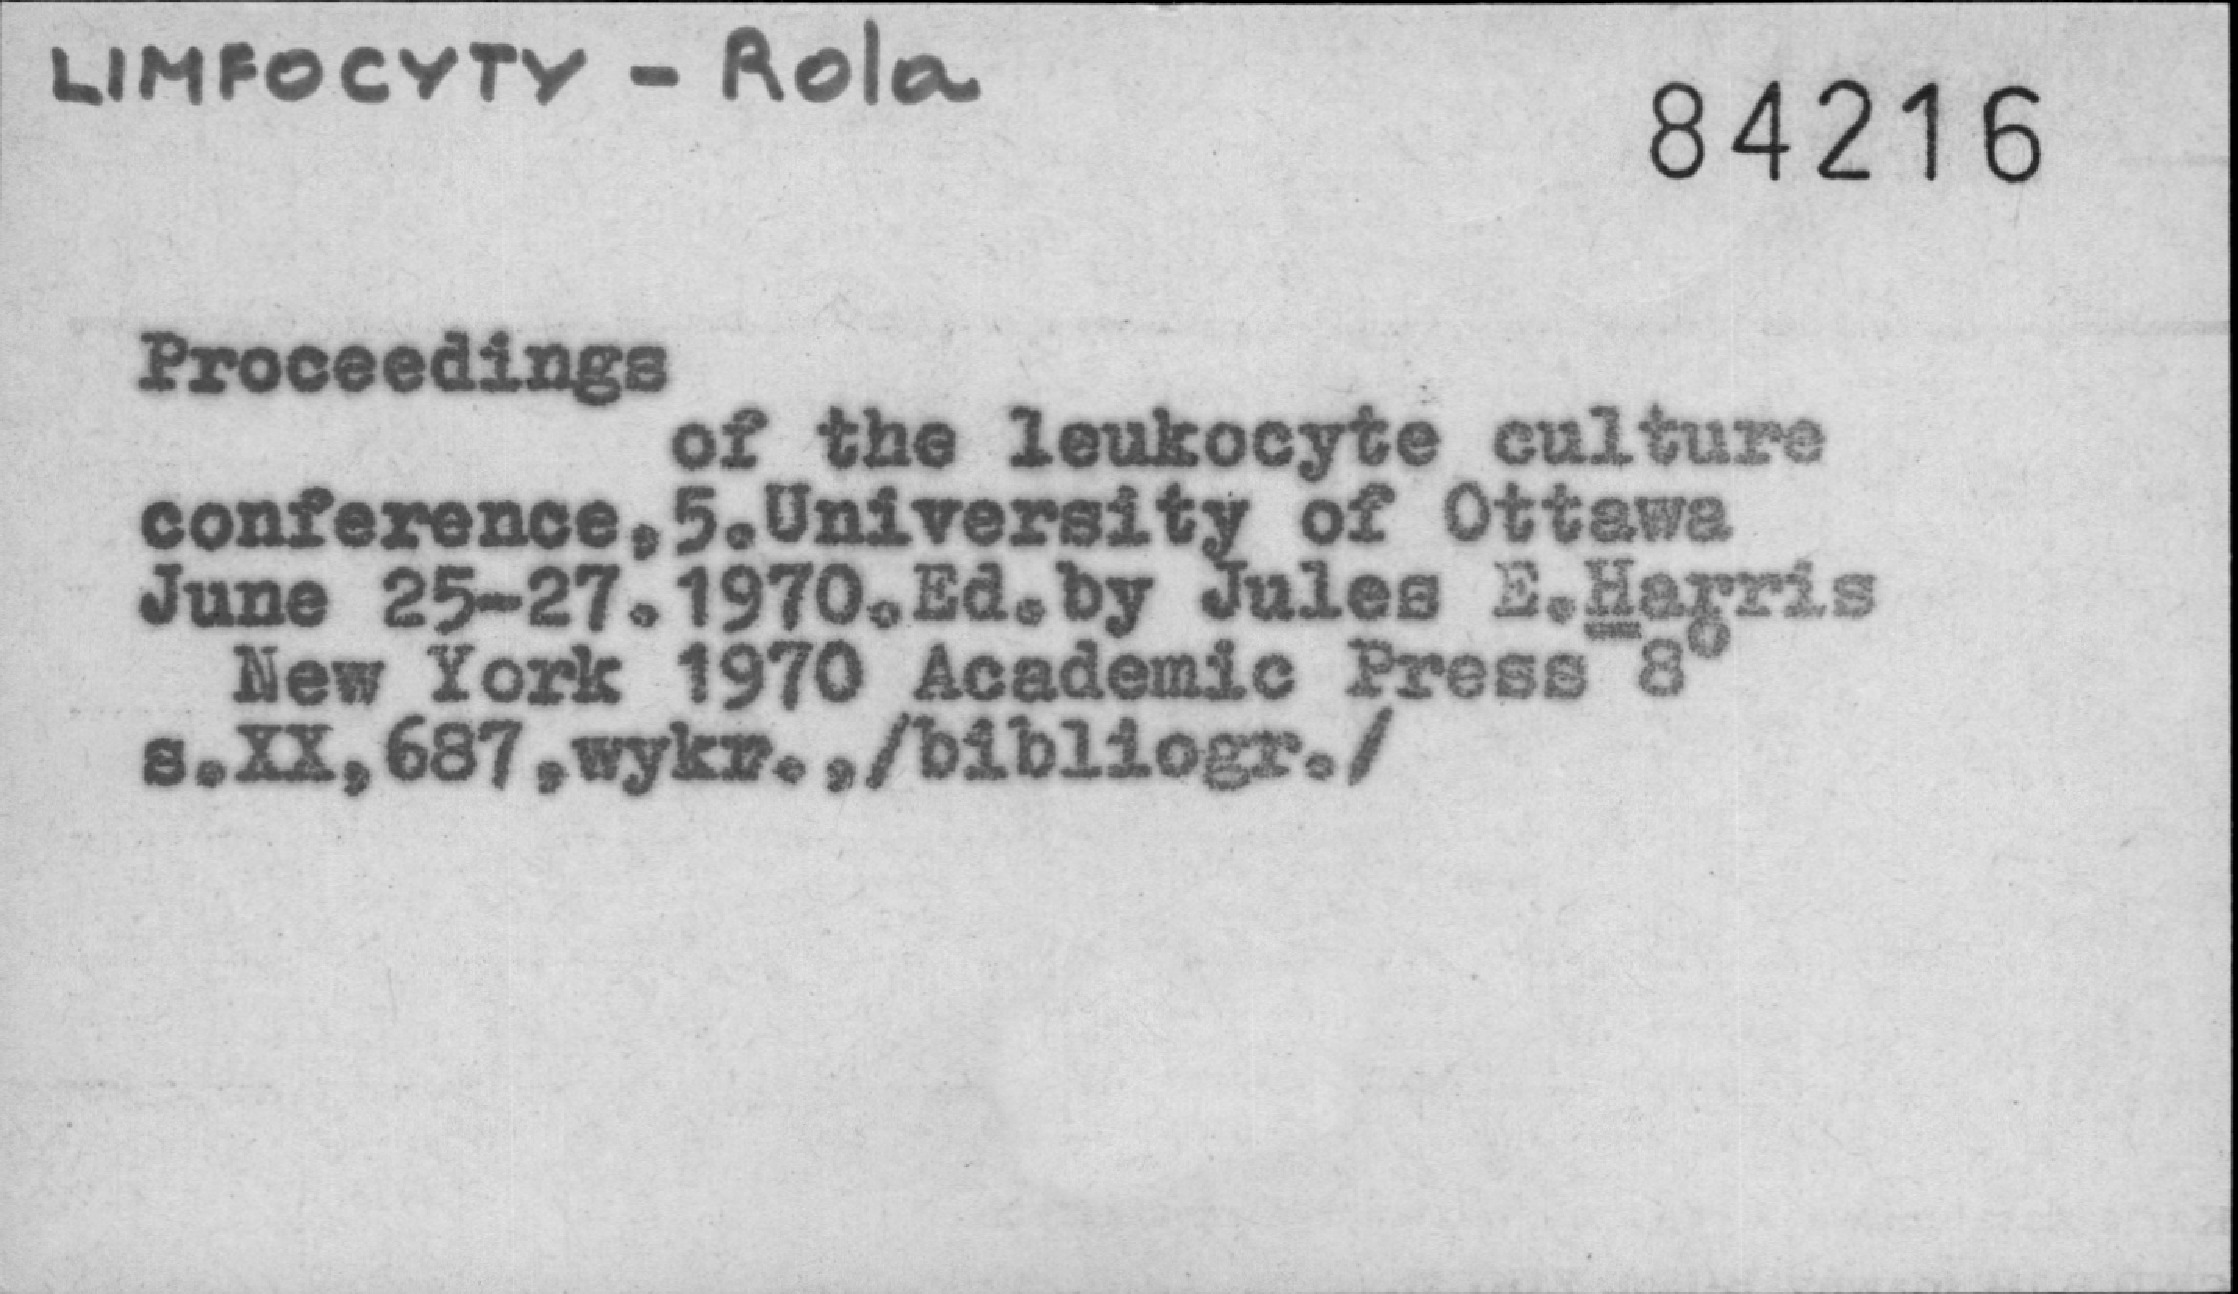 LIMFOCYTY - Rola
84216
Proceedings
of the leukocyte culture
conference,5.University of Ottawa
June 25-27.1970.Ed.by Jules E.Harris
New York 1970 Academic Press 8°
s.XX,687,wykr.,/bibliogr./